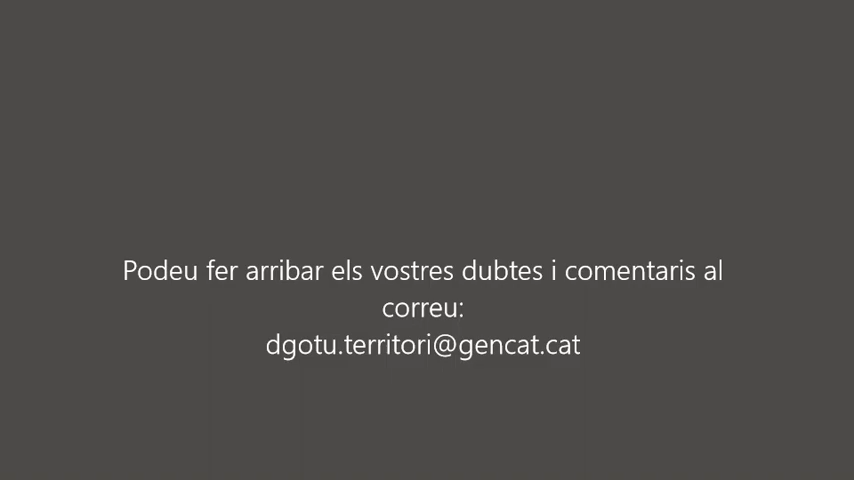 Podeu fer arribar els vostres dubtes i comentaris al
correu:
dgotu.territori@gencat.cat